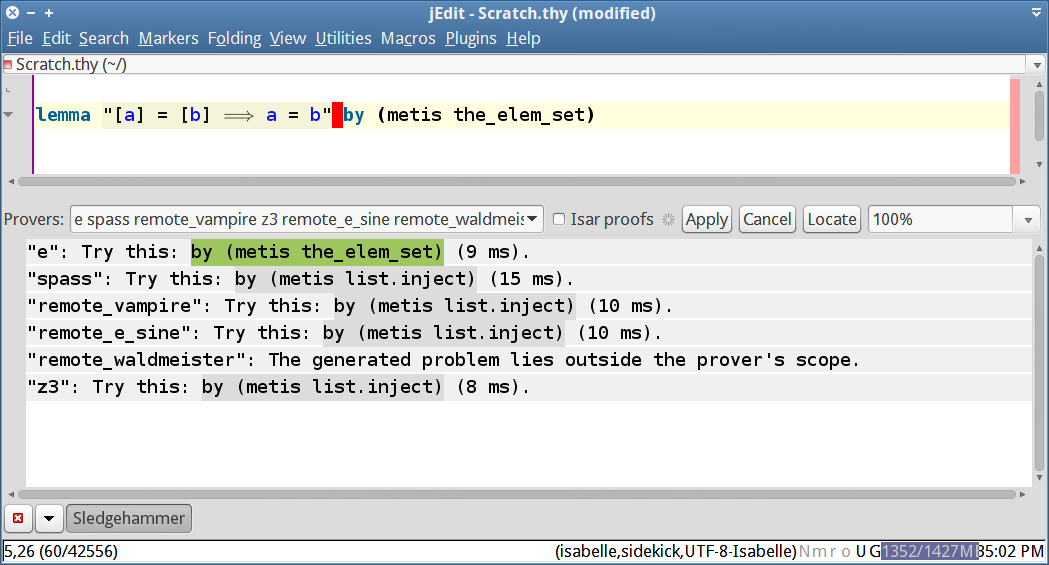 jEdit - Scratch.thy (modified)
File Edit Search Markers Folding View Utilities Macros Plugins Help
Scratch.thy (~/)
lemma "[a] = [b] ⟹ a = b" by (metis the_elem_set)
Provers: e spass remote_vampire z3 remote_e_sine remote_waldmeis Isar proofs Apply Cancel Locate 100%
"e": Try this: by (metis the_elem_set) (9 ms).
"spass": Try this: by (metis list.inject) (15 ms).
"remote_vampire": Try this: by (metis list.inject) (10 ms).
"remote_e_sine": Try this: by (metis list.inject) (10 ms).
"remote_waldmeister": The generated problem lies outside the prover's scope.
"z3": Try this: by (metis list.inject) (8 ms).
Sledgehammer
5,26 (60/42556) (isabelle,sidekick,UTF-8-Isabelle) N m r o U G 1352/1427M 35:02 PM